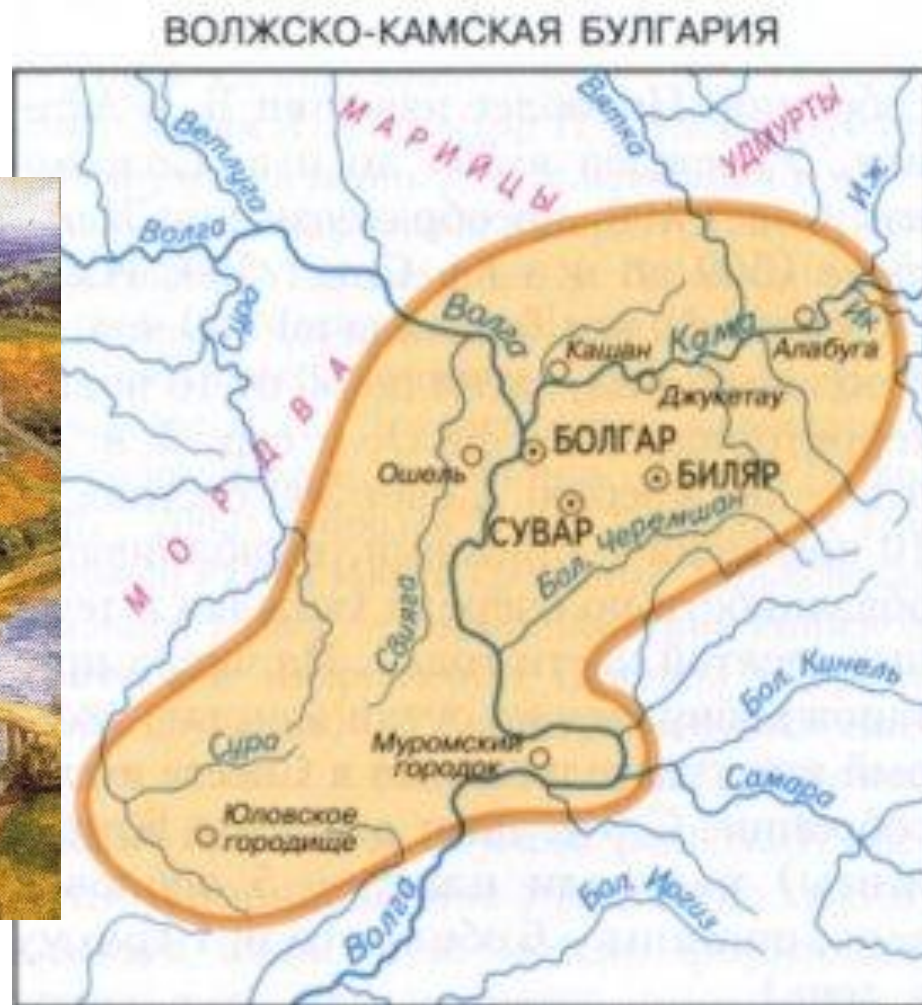 ВОЛЖСКО-КАМСКАЯ БУЛГАРИЯ
МАРИЙЦЫ
Вятка
УДМУРТЫ
Ветлуга
Иж
Волга
Сура
Волга
Кама
Ик
Кашан
Алабуга
Джукетау
МОРДВА
БОЛГАР
Ошель
БИЛЯР
СУВАР
Бол. Черемшан
Свияга
Бол. Кинель
Сура
Муромский
городок
Самара
Юловское
городище
Волга
Бол. Иргиз